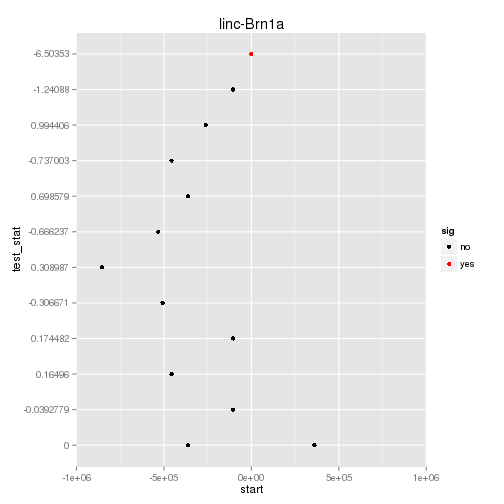 linc-Brn1a
test_stat
-6.50353
-1.24088
0.994406
-0.737003
0.698579
-0.666237
0.308987
-0.306671
0.174482
0.16496
-0.0392779
0
-1e+06 -5e+05 0e+00 5e+05 1e+06
start
sig
no
yes